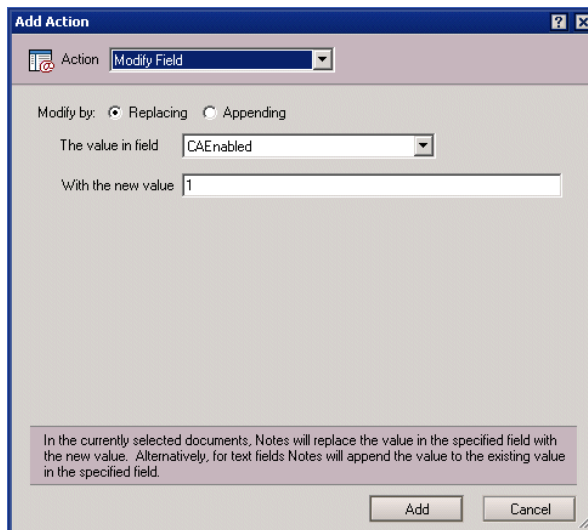 Add Action
Action Modify Field
Modify by: Replacing Appending
The value in field CAEnabled
With the new value 1
In the currently selected documents, Notes will replace the value in the specified field with
the new value. Alternatively, for text fields Notes will append the value to the existing value
in the specified field.
Add Cancel